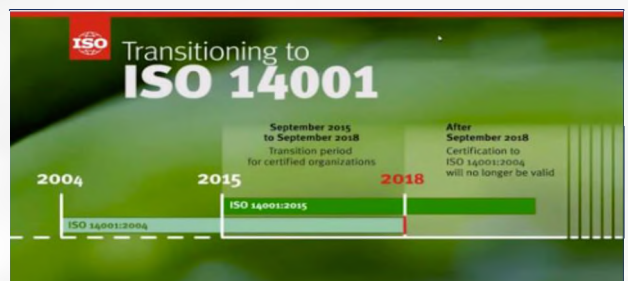 ISO
Transitioning to
ISO 14001
September 2015
to September 2018
Transition period
for certified organizations
After
September 2018
Certification to
ISO 14001:2004
will no longer be valid
2004
2015
2018
ISO 14001:2015
ISO 14001:2004